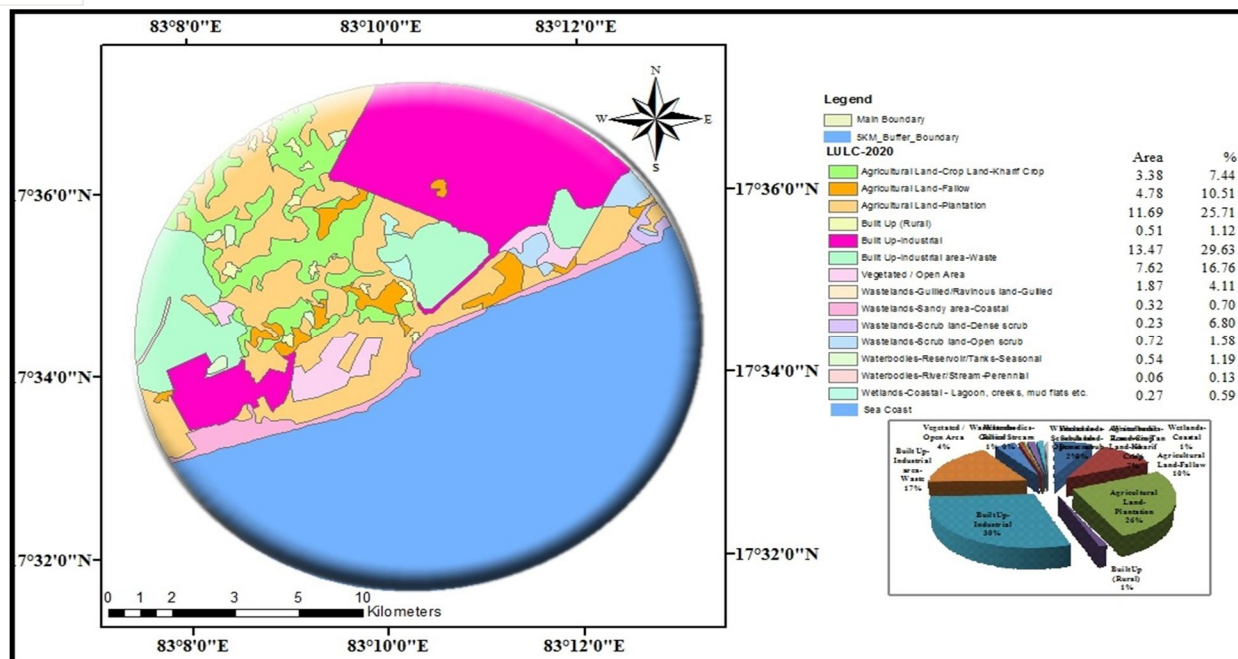 83°8'0"E 83°10'0"E 83°12'0"E
N
W E
S
17°36'0"N 17°36'0"N
17°34'0"N 17°34'0"N
17°32'0"N 17°32'0"N
0 1 2 3 5 10
Kilometers
83°8'0"E 83°10'0"E 83°12'0"E
Legend
Main Boundary
5KM_Buffer_Boundary
LULC-2020 Area %
Agricultural Land-Crop Land-Kharif Crop 3.38 7.44
Agricultural Land-Fallow 4.78 10.51
Agricultural Land-Plantation 11.69 25.71
Built Up (Rural) 0.51 1.12
Built Up-Industrial 13.47 29.63
Built Up-Industrial area-Waste 7.62 16.76
Vegetated / Open Area 1.87 4.11
Wastelands-Gullied/Ravinous land-Gullied 0.32 0.70
Wastelands-Sandy area-Coastal 0.23 6.80
Wastelands-Scrub land-Dense scrub 0.72 1.58
Wastelands-Scrub land-Open scrub 0.54 1.19
Waterbodies-Reservoir/Tanks-Seasonal 0.06 0.13
Waterbodies-River/Stream-Perennial 0.27 0.59
Wetlands-Coastal - Lagoon, creeks, mud flats etc.
Sea Coast
Vegetated /
Open Area
4%
Built Up-
Industrial
area-
Waste
17%
Wetlands-
Coastal
1%
Agricultural
Land-Fallow
10%
Agricultural
Land-
Plantation
26%
Built Up-
Industrial
30%
Built Up
(Rural)
1%